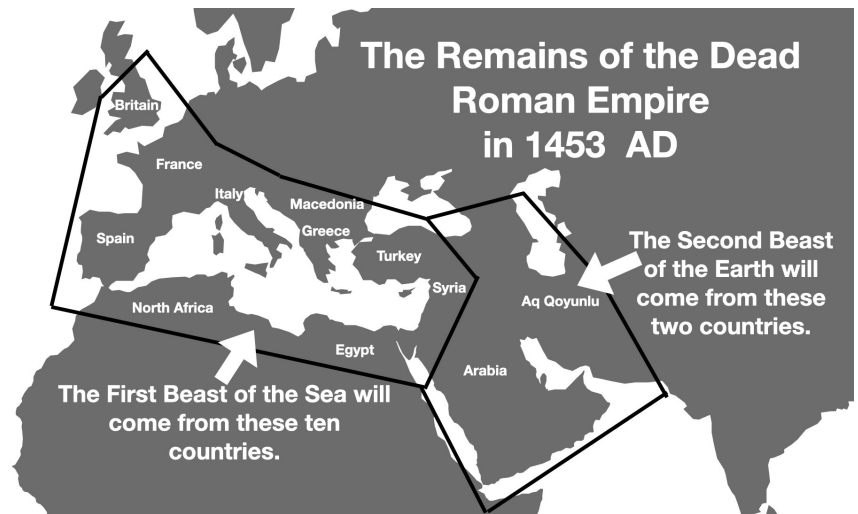 The Remains of the Dead
Roman Empire
in 1453 AD
Britain
France
Italy
Macedonia
Greece
Spain
Turkey
Syria
North Africa
Egypt
Aq Qoyunlu
Arabia
The Second Beast
of the Earth will
come from these
two countries.
The First Beast of the Sea will
come from these ten
countries.